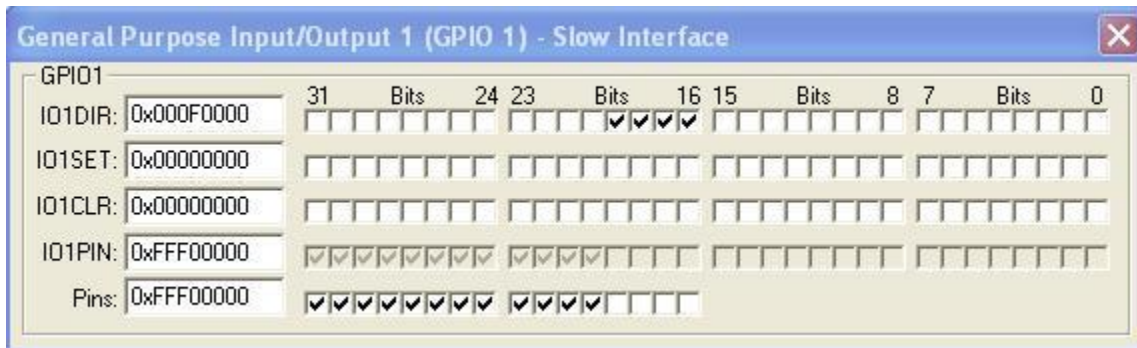 General Purpose Input/Output 1 (GPIO 1) - Slow Interface
GPIO1
31 Bits 24 23 Bits 16 15 Bits 8 7 Bits 0
IO1DIR: 0x000F0000
IO1SET: 0x00000000
IO1CLR: 0x00000000
IO1PIN: 0xFFF00000
Pins: 0xFFF00000